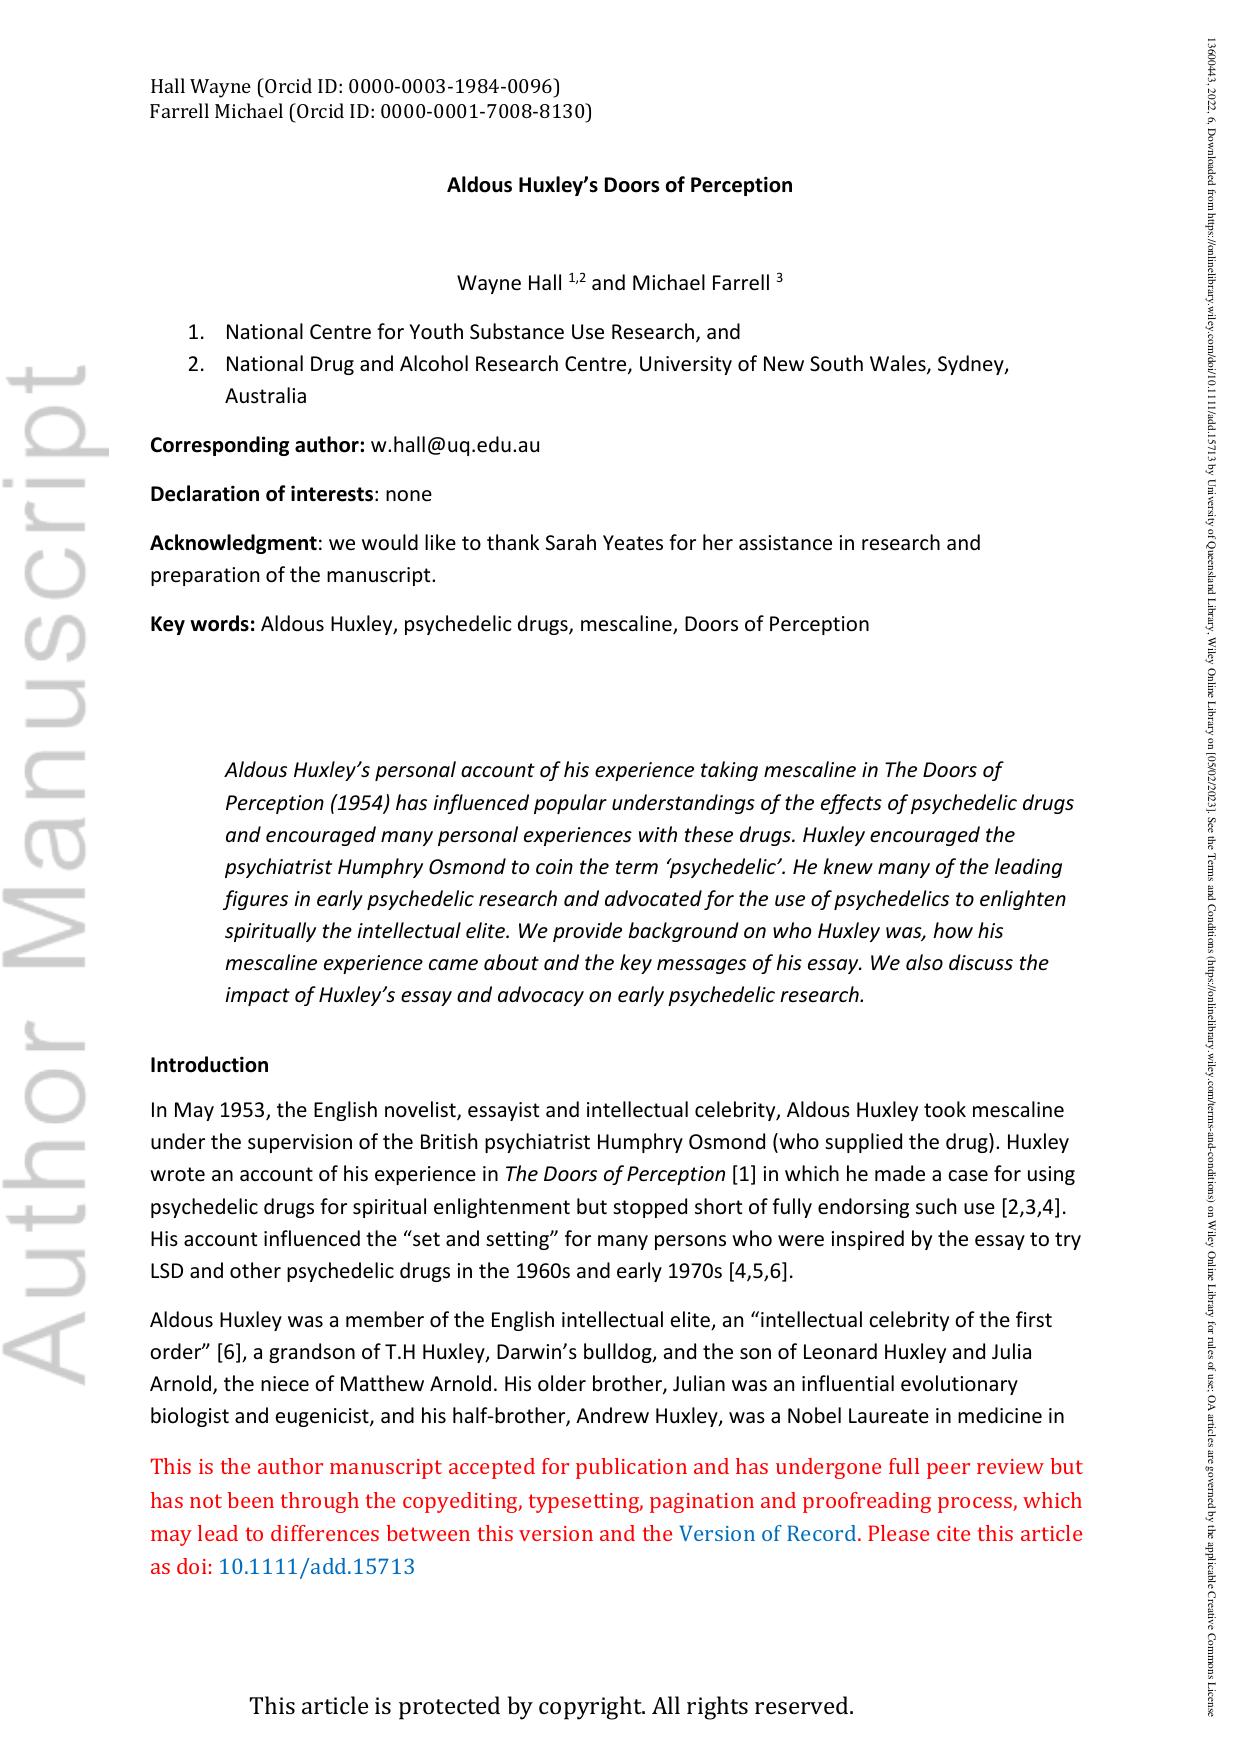 Hall Wayne (Orcid ID: 0000-0003-1984-0096)
Farrell Michael (Orcid ID: 0000-0001-7008-8130)
Aldous Huxley’s Doors of Perception
Wayne Hall 1,2 and Michael Farrell 3
1. National Centre for Youth Substance Use Research, and
2. National Drug and Alcohol Research Centre, University of New South Wales, Sydney,
Australia
Corresponding author: w.hall@uq.edu.au
Declaration of interests: none
Acknowledgment: we would like to thank Sarah Yeates for her assistance in research and
preparation of the manuscript.
Key words: Aldous Huxley, psychedelic drugs, mescaline, Doors of Perception
Aldous Huxley’s personal account of his experience taking mescaline in The Doors of
Perception (1954) has influenced popular understandings of the effects of psychedelic drugs
and encouraged many personal experiences with these drugs. Huxley encouraged the
psychiatrist Humphry Osmond to coin the term ‘psychedelic’. He knew many of the leading
figures in early psychedelic research and advocated for the use of psychedelics to enlighten
spiritually the intellectual elite. We provide background on who Huxley was, how his
mescaline experience came about and the key messages of his essay. We also discuss the
impact of Huxley’s essay and advocacy on early psychedelic research.
Introduction
In May 1953, the English novelist, essayist and intellectual celebrity, Aldous Huxley took mescaline
under the supervision of the British psychiatrist Humphry Osmond (who supplied the drug). Huxley
wrote an account of his experience in The Doors of Perception [1] in which he made a case for using
psychedelic drugs for spiritual enlightenment but stopped short of fully endorsing such use [2,3,4].
His account influenced the “set and setting” for many persons who were inspired by the essay to try
LSD and other psychedelic drugs in the 1960s and early 1970s [4,5,6].
Aldous Huxley was a member of the English intellectual elite, an “intellectual celebrity of the first
order” [6], a grandson of T.H Huxley, Darwin’s bulldog, and the son of Leonard Huxley and Julia
Arnold, the niece of Matthew Arnold. His older brother, Julian was an influential evolutionary
biologist and eugenicist, and his half-brother, Andrew Huxley, was a Nobel Laureate in medicine in
This is the author manuscript accepted for publication and has undergone full peer review but
has not been through the copyediting, typesetting, pagination and proofreading process, which
may lead to differences between this version and the Version of Record. Please cite this article
as doi: 10.1111/add.15713
This article is protected by copyright. All rights reserved.
Author Manuscript
13600443, 2022, 6, Downloaded from https://onlinelibrary.wiley.com/doi/10.1111/add.15713 by University of Queensland Library, Wiley Online Library on [05/02/2023]. See the Terms and Conditions (https://onlinelibrary.wiley.com/terms-and-conditions) on Wiley Online Library for rules of use; OA articles are governed by the applicable Creative Commons License